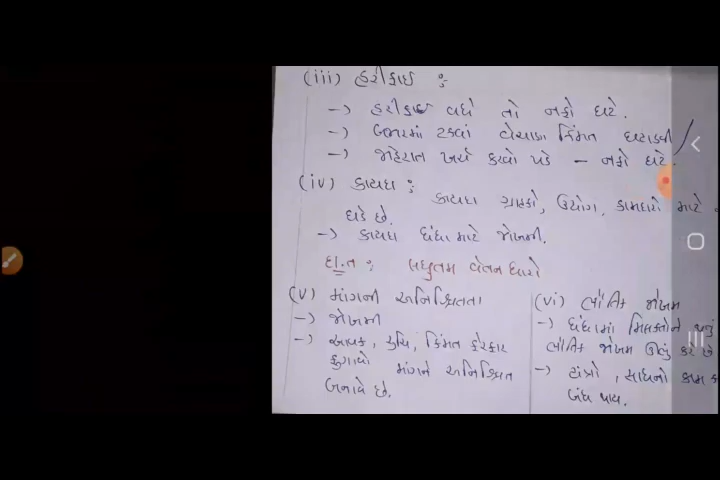 (iii) હરીફાઈ :
→ હરીફાઈ વધે તો નફો ઘટે.
→ બજારમાં ટકવા કિંમત ઘટાડવી
→ જાહેરાત ખર્ચ કરવો પડે – નફો ઘટે.
(iv) કાયદા :
કાયદા ગ્રાહકો, ઉદ્યોગ, કામદારો માટે
ઘડે છે.
→ કાયદા ધંધા માટે જોખમી.
દા.ત : લઘુતમ વેતન ધારો
(v) માંગની અનિશ્ચિતતા
→ જોખમી
→ આવક, રુચિ, કિંમત ફેરફાર
ફુગાવો માંગને અનિશ્ચિત
બનાવે છે.
(vi) ભૌતિક જોખમ
→ ધંધામાં મિલકતોને
ભૌતિક જોખમ ઊભું કરે છે
→ યંત્રો, સાધનો કામ
બંધ થાય.